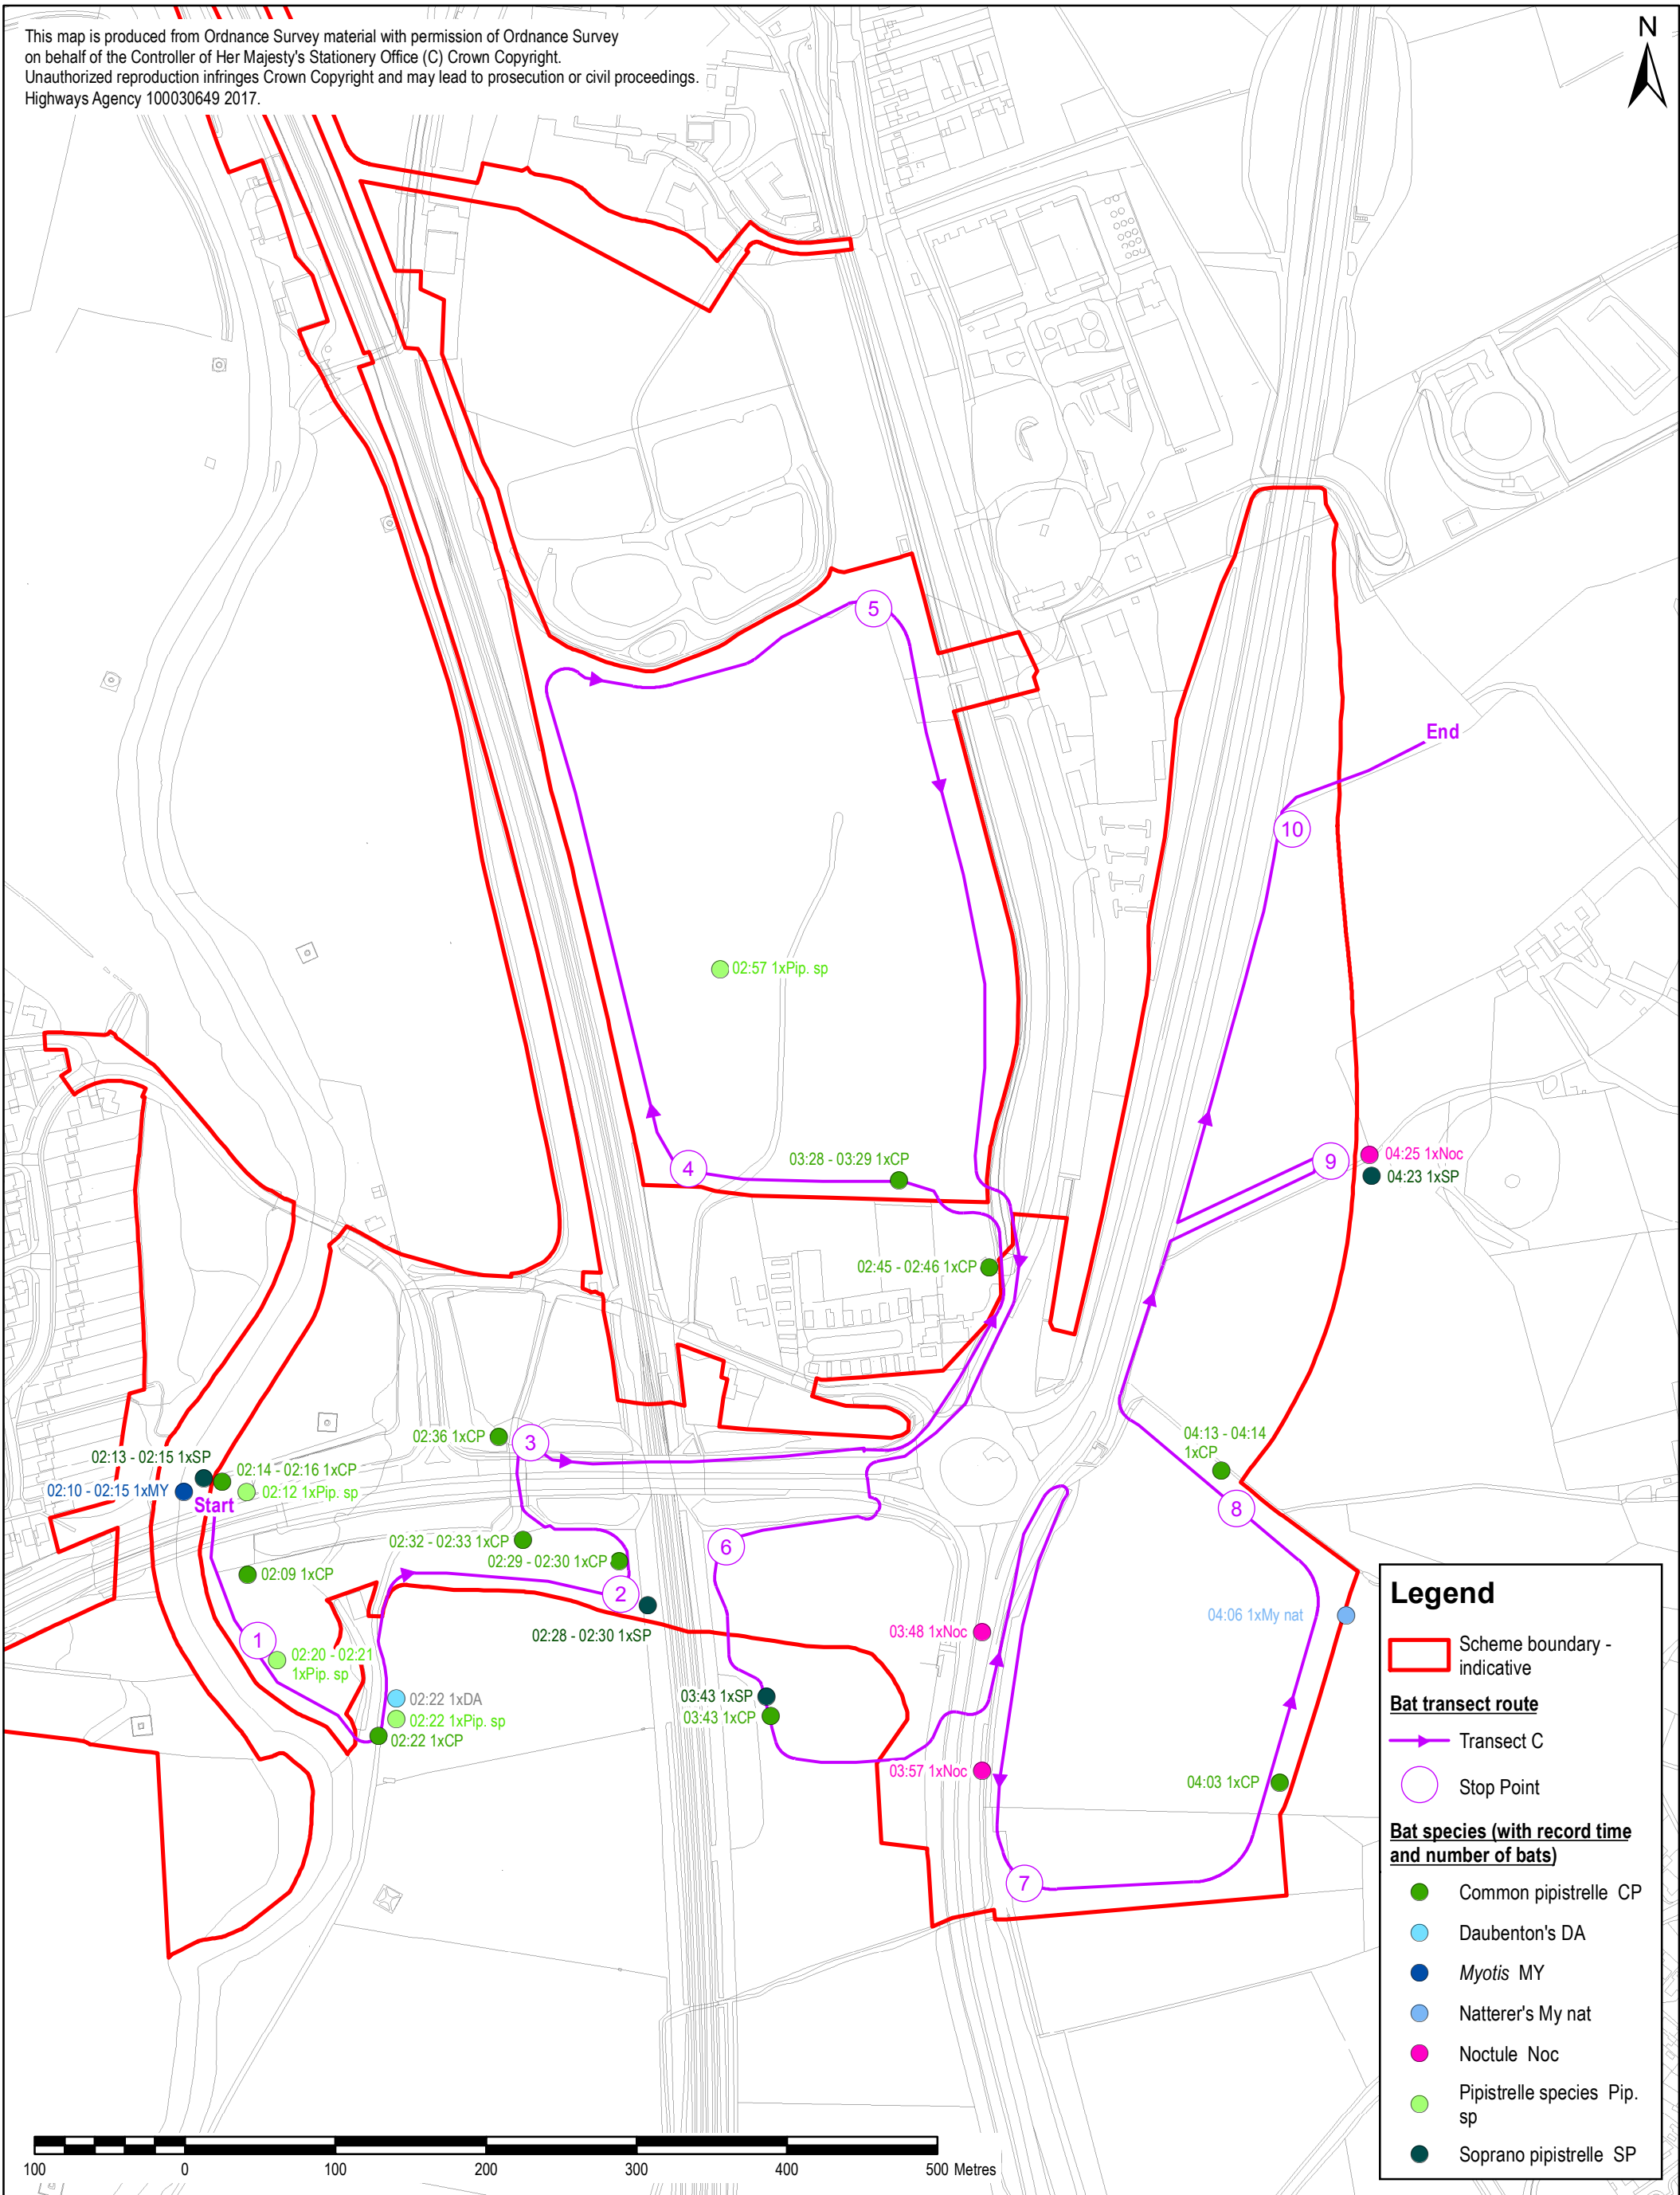 This map is produced from Ordnance Survey material with permission of Ordnance Survey
on behalf of the Controller of Her Majesty's Stationery Office (C) Crown Copyright.
Unauthorized reproduction infringes Crown Copyright and may lead to prosecution or civil proceedings.
Highways Agency 100030649 2017.
N
5
End
10
02:57 1xPip. sp
4
03:28 - 03:29 1xCP
9
04:25 1xNoc
04:23 1xSP
02:45 - 02:46 1xCP
02:36 1xCP
3
04:13 - 04:14
1xCP
02:13 - 02:15 1xSP
02:14 - 02:16 1xCP
02:10 - 02:15 1xMY
02:12 1xPip. sp
Start
8
02:32 - 02:33 1xCP
6
02:29 - 02:30 1xCP
02:09 1xCP
2
04:06 1xMy nat
02:28 - 02:30 1xSP
03:48 1xNoc
1
02:20 - 02:21
1xPip. sp
02:22 1xDA
02:22 1xPip. sp
02:22 1xCP
03:43 1xSP
03:43 1xCP
03:57 1xNoc
04:03 1xCP
7
Legend
Scheme boundary -
indicative
Bat transect route
Transect C
Stop Point
Bat species (with record time
and number of bats)
Common pipistrelle CP
Daubenton's DA
Myotis MY
Natterer's My nat
Noctule Noc
Pipistrelle species Pip.
sp
Soprano pipistrelle SP
100 0 100 200 300 400 500 Metres